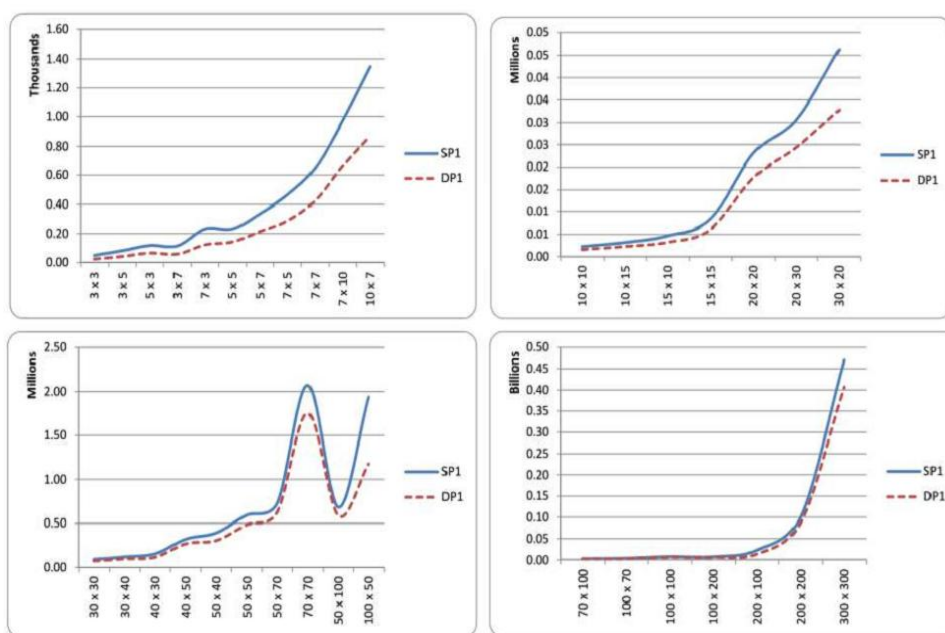 Thousands
1.60
1.40
1.20
1.00
0.80
0.60
0.40
0.20
0.00
3 x 3
3 x 5
5 x 3
3 x 7
7 x 3
5 x 5
5 x 7
7 x 5
7 x 7
7 x 10
10 x 7
SP1
DP1
Millions
0.05
0.05
0.04
0.04
0.03
0.03
0.02
0.02
0.01
0.01
0.00
10 x 10
10 x 15
15 x 10
15 x 15
20 x 20
20 x 30
30 x 20
SP1
DP1
Millions
2.50
2.00
1.50
1.00
0.50
0.00
30 x 30
30 x 40
40 x 30
40 x 50
50 x 40
50 x 50
50 x 70
70 x 70
50 x 100
100 x 50
SP1
DP1
Billions
0.50
0.45
0.40
0.35
0.30
0.25
0.20
0.15
0.10
0.05
0.00
70 x 100
100 x 70
100 x 100
100 x 200
200 x 100
200 x 200
300 x 300
SP1
DP1